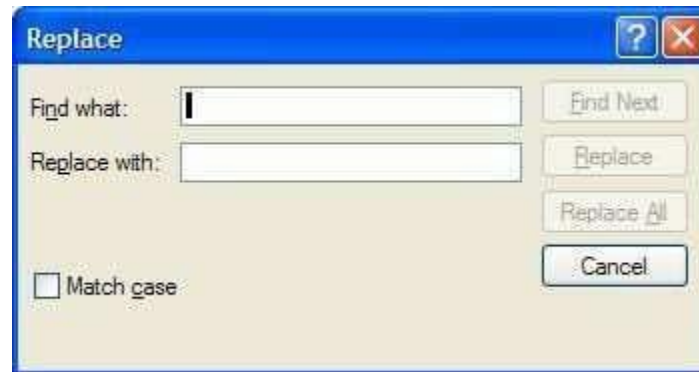 Replace
Find what:
Find Next
Replace with:
Replace
Replace All
Cancel
Match case